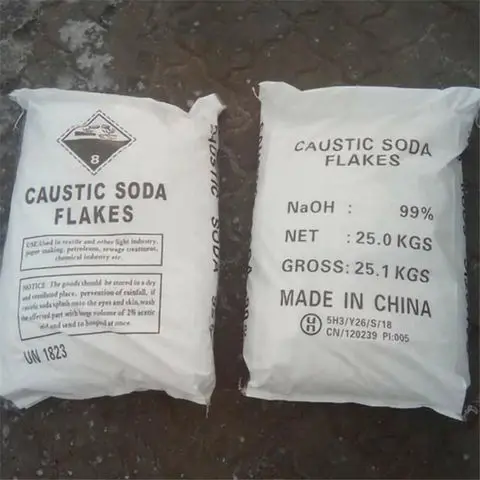 8
CAUSTIC SODA
FLAKES
USE: Used in textile and other light industry,
paper making, petroleum, sewage treatment,
chemical industry etc.
NOTICE: The goods should be stored in a dry
and ventilated place, prevention of rainfall, if
caustic soda splash onto the eyes and skin, wash
the affected part with large volume of 2% acetic
and send to hospital at once.
UN 1823
CAUSTIC SODA
CAUSTIC SODA
FLAKES
NaOH : 99%
NET : 25.0 KGS
GROSS: 25.1 KGS
MADE IN CHINA
un
5H3/Y26/S/18
CN/120239 PI:005